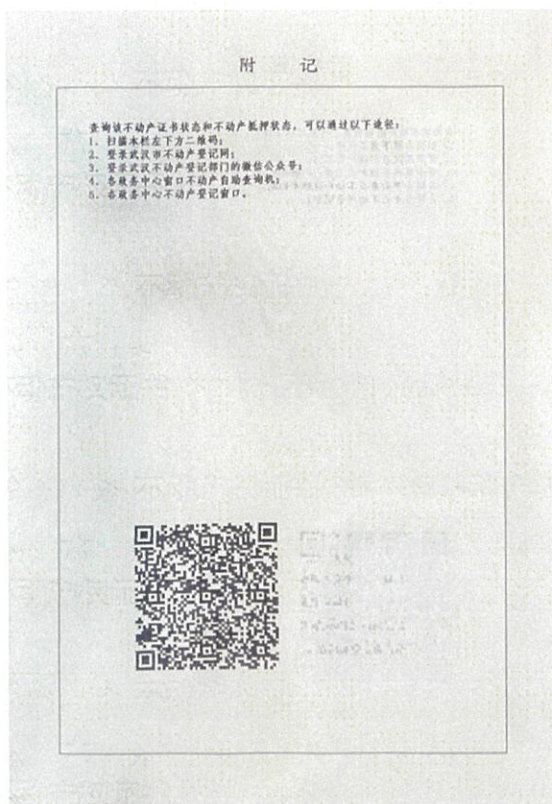 附 记
查询该不动产证书状态和不动产抵押状态，可以通过以下途径：
1、扫描本栏左下方二维码；
2、登录武汉市不动产登记网；
3、登录武汉不动产登记部门的微信公众号；
4、各政务中心窗口不动产自助查询机；
5、各政务中心不动产登记窗口。